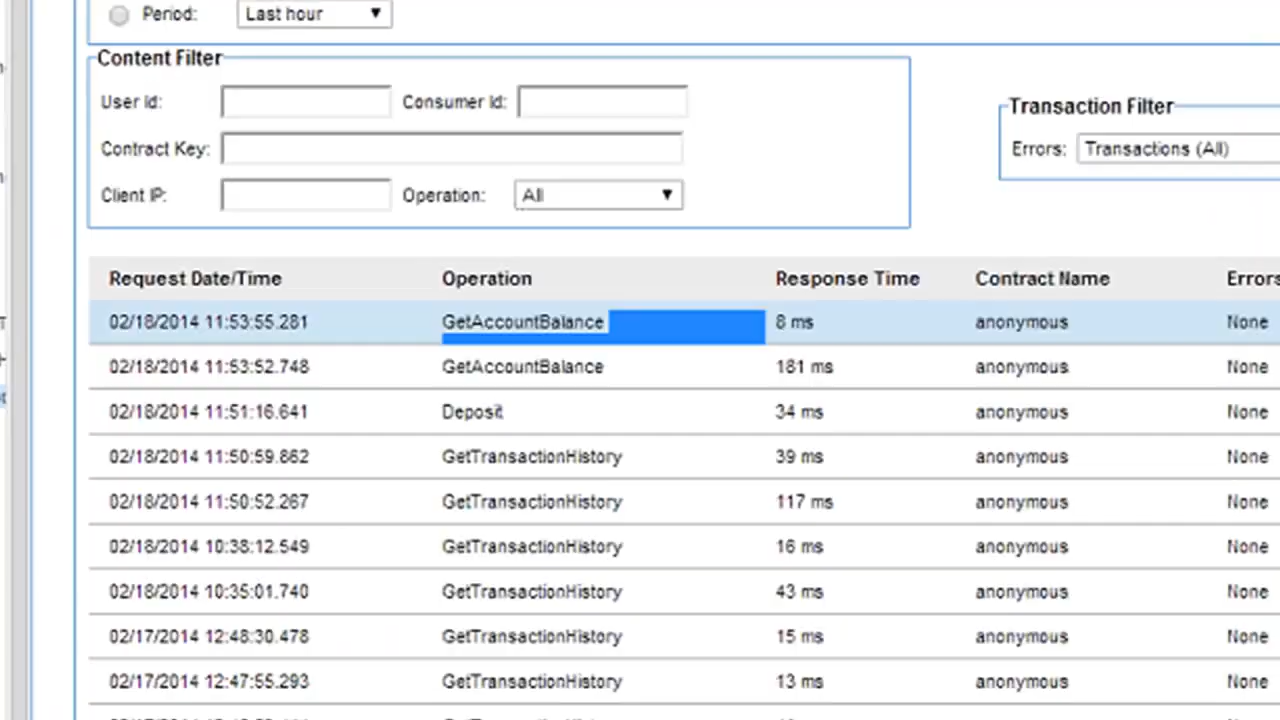 Period: Last hour
Content Filter
User Id: Consumer Id:
Transaction Filter
Contract Key:
Errors: Transactions (All)
Client IP: Operation: All
Request Date/Time Operation Response Time Contract Name Errors
02/18/2014 11:53:55.281 GetAccountBalance 8 ms anonymous None
02/18/2014 11:53:52.748 GetAccountBalance 181 ms anonymous None
02/18/2014 11:51:16.641 Deposit 34 ms anonymous None
02/18/2014 11:50:59.862 GetTransactionHistory 39 ms anonymous None
02/18/2014 11:50:52.267 GetTransactionHistory 117 ms anonymous None
02/18/2014 10:38:12.549 GetTransactionHistory 16 ms anonymous None
02/18/2014 10:35:01.740 GetTransactionHistory 43 ms anonymous None
02/17/2014 12:48:30.478 GetTransactionHistory 15 ms anonymous None
02/17/2014 12:47:55.293 GetTransactionHistory 13 ms anonymous None